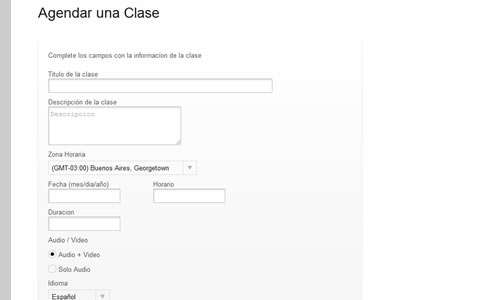 Agendar una Clase
Complete los campos con la informacíon de la clase
Titulo de la clase
Descripción de la clase
Descripcion
Zona Horaria
(GMT-03:00) Buenos Aires, Georgetown
Fecha (mes/dia/año) Horario
Duracion
Audio / Video
Audio + Video
Solo Audio
Idioma
Español